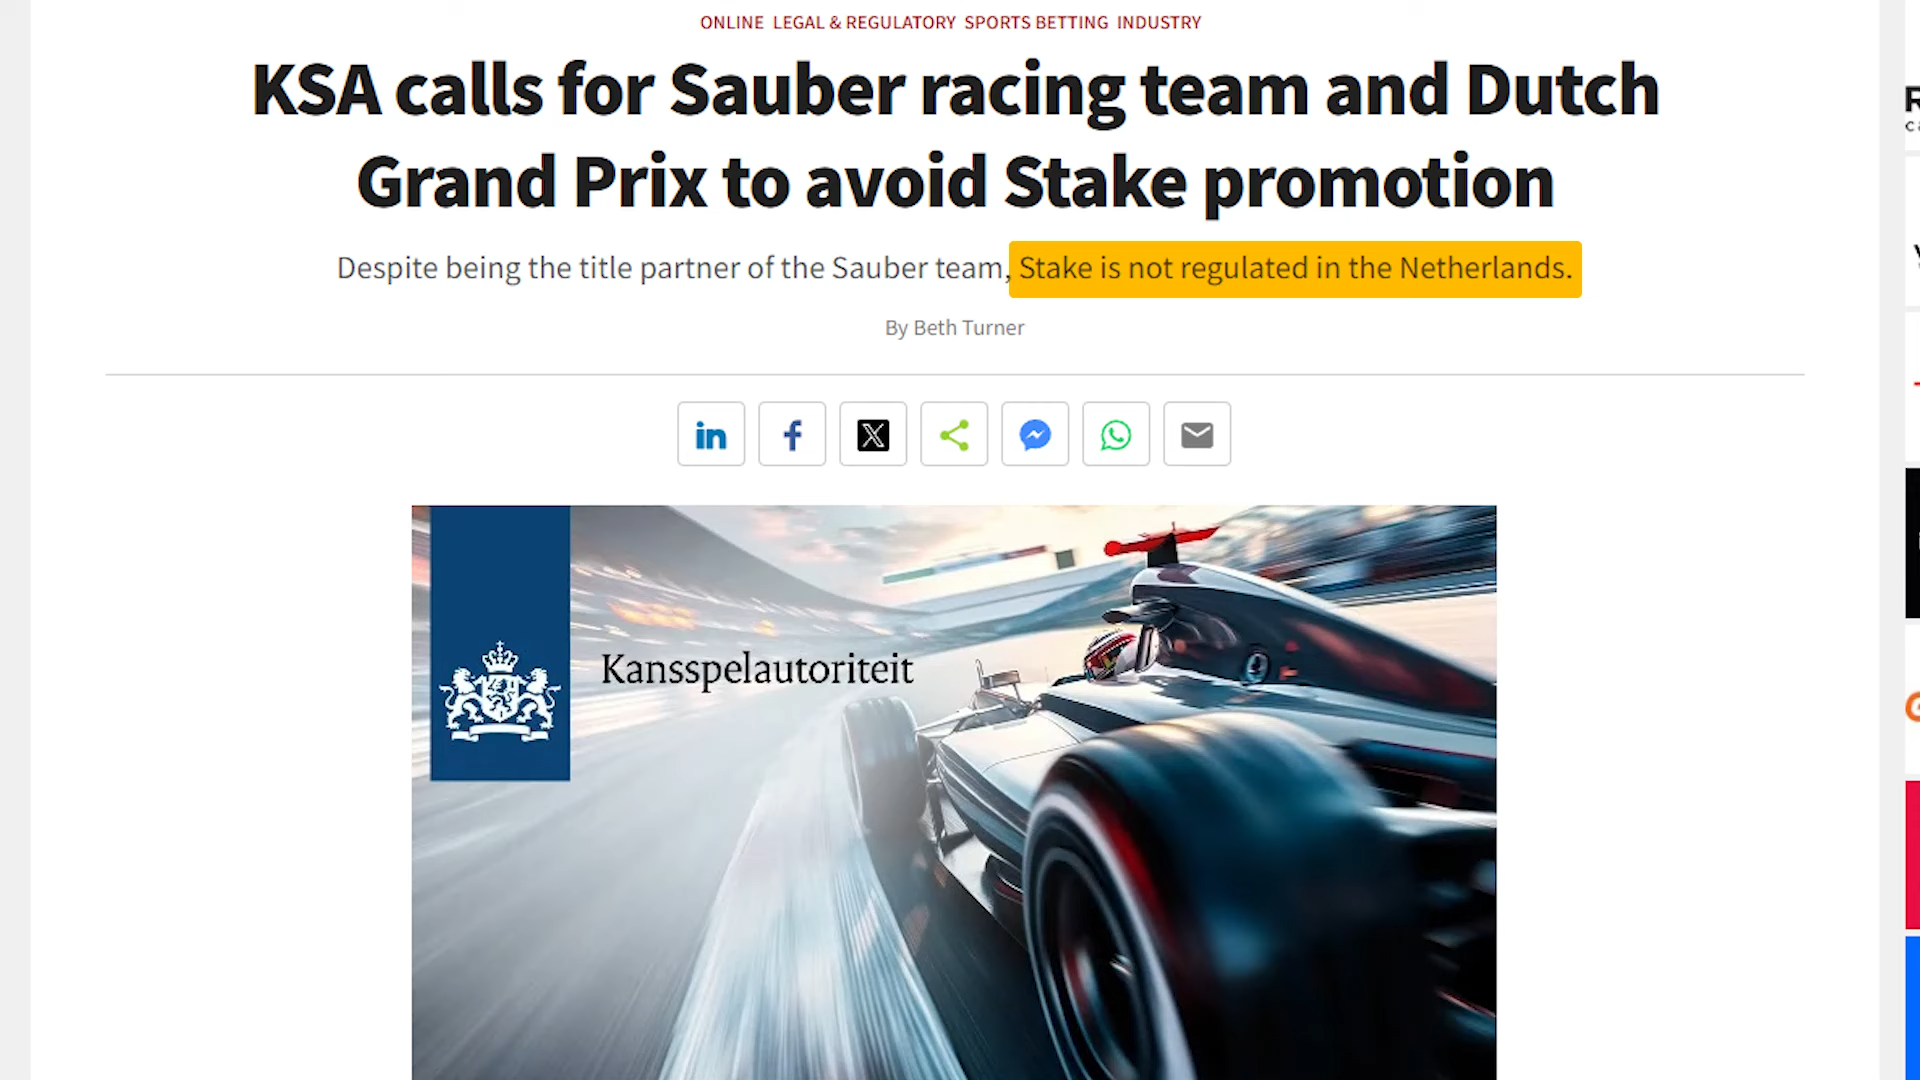 ONLINE LEGAL & REGULATORY SPORTS BETTING INDUSTRY
KSA calls for Sauber racing team and Dutch
Grand Prix to avoid Stake promotion
Despite being the title partner of the Sauber team, Stake is not regulated in the Netherlands.
By Beth Turner
Kansspelautoriteit